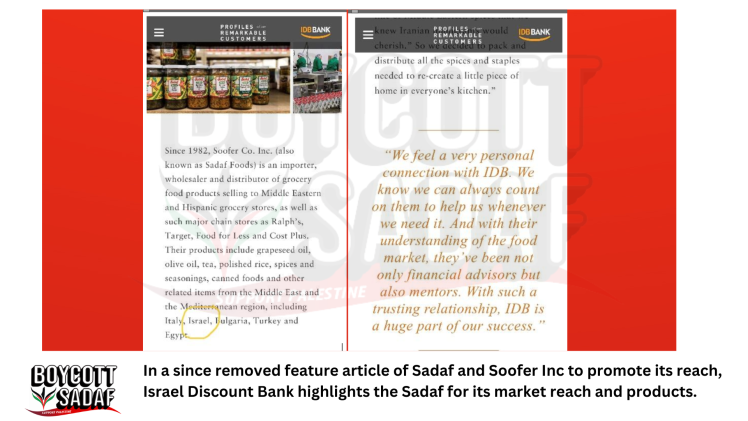 PROFILES OF OUR
REMARKABLE
CUSTOMERS
IDBBANK
Since 1982, Soofer Co. Inc. (also
known as Sadaf Foods) is an importer,
wholesaler and distributor of grocery
food products selling to Middle Eastern
and Hispanic grocery stores, as well as
such major chain stores as Ralph's,
Target, Food for Less and Cost Plus.
Their products include grapeseed oil,
olive oil, tea, polished rice, spices and
seasonings, canned foods and other
related items from the Middle East and
the Mediterranean region, including
Italy, Israel, Bulgaria, Turkey and
Egypt.
PROFILES OF OUR
REMARKABLE
CUSTOMERS
IDBBANK
knew Iranian would
cherish." So we decided to pack and
distribute all the spices and staples
needed to re-create a little piece of
home in everyone's kitchen."
"We feel a very personal
connection with IDB. We
know we can always count
on them to help us whenever
we need it. And with their
understanding of the food
market, they've been not
only financial advisors but
also mentors. With such a
trusting relationship, IDB is
a huge part of our success."
BOYCOTT
SADAF
SUPPORT PALESTINE
BOYCOTT
SADAF
SUPPORT PALESTINE
In a since removed feature article of Sadaf and Soofer Inc to promote its reach,
Israel Discount Bank highlights the Sadaf for its market reach and products.